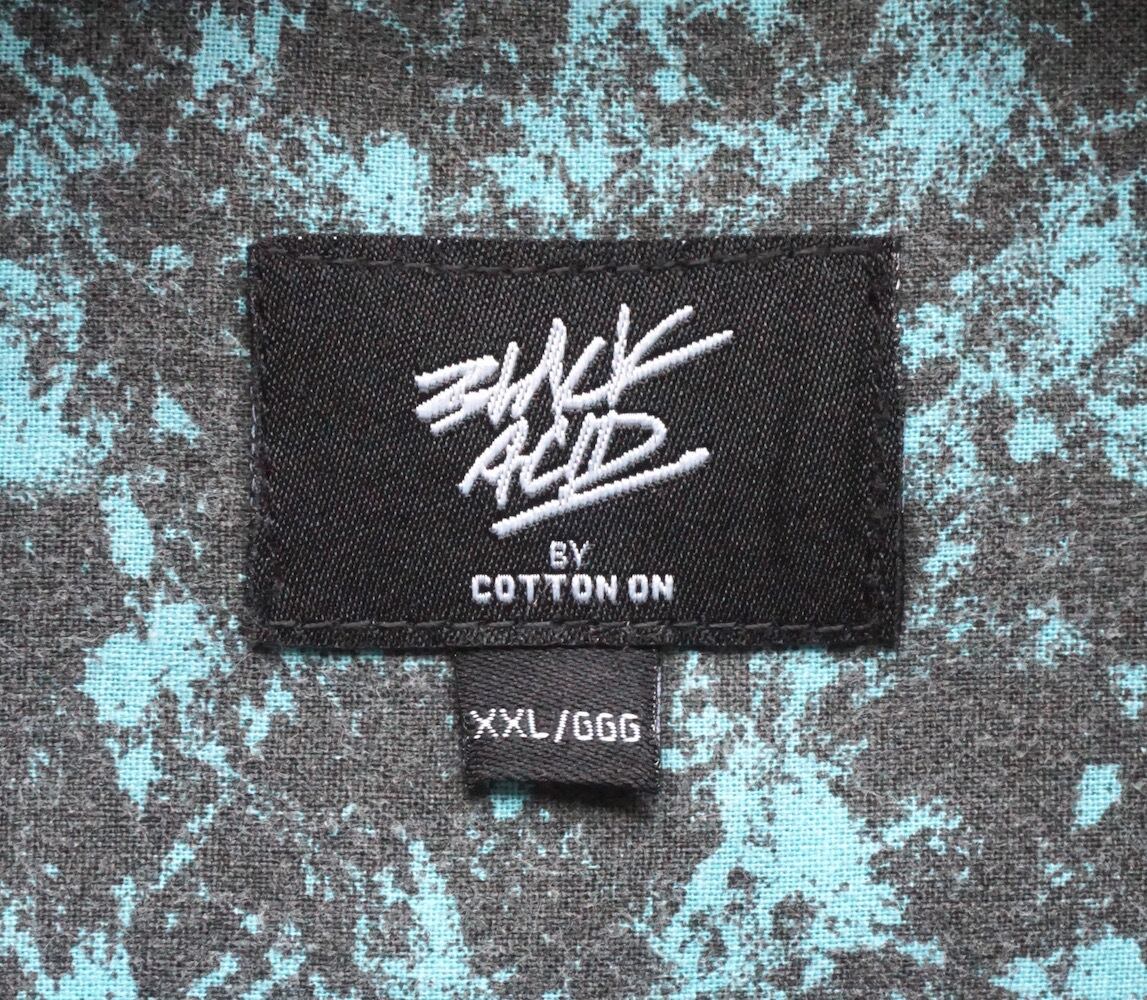 BLACK
ACID
BY
COTTON ON
XXL/GGG